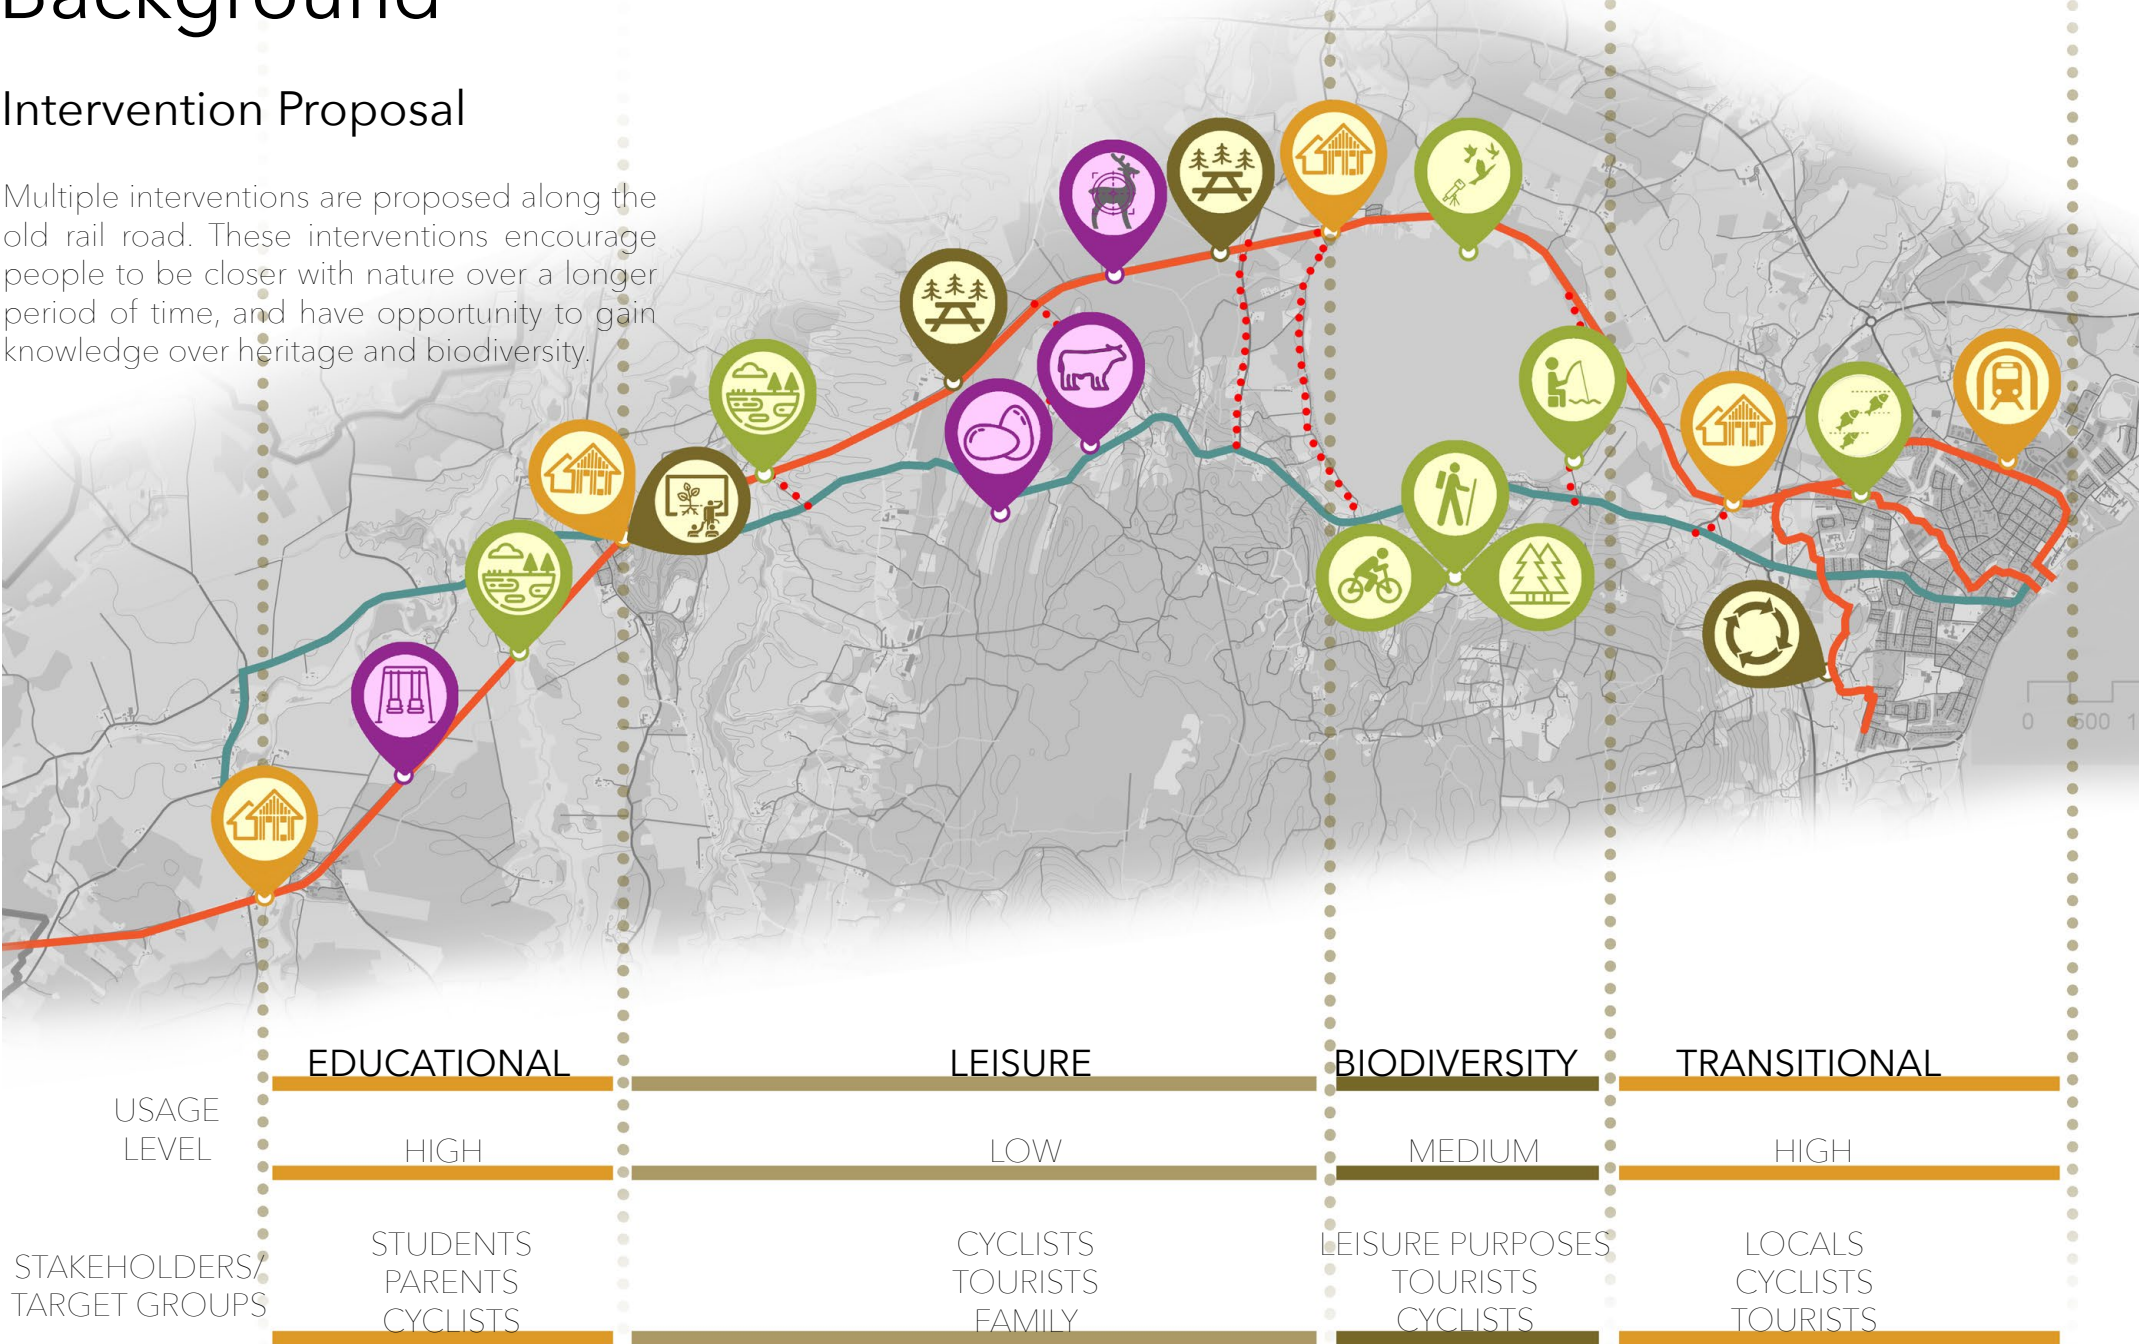 Background
Intervention Proposal
Multiple interventions are proposed along the
old rail road. These interventions encourage
people to be closer with nature over a longer
period of time, and have opportunity to gain
knowledge over heritage and biodiversity.
0 500 1
EDUCATIONAL LEISURE BIODIVERSITY TRANSITIONAL
USAGE
LEVEL
HIGH LOW MEDIUM HIGH
STAKEHOLDERS/
TARGET GROUPS
STUDENTS
PARENTS
CYCLISTS
CYCLISTS
TOURISTS
FAMILY
LEISURE PURPOSES
TOURISTS
CYCLISTS
LOCALS
CYCLISTS
TOURISTS